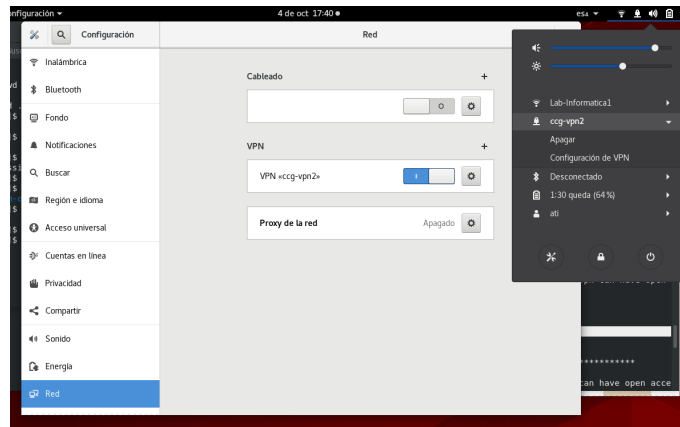 onfiguración
4 de oct 17:40
esa
Configuración
Red
Inalámbrica
Bluetooth
Fondo
Notificaciones
Buscar
Región e idioma
Acceso universal
Cuentas en línea
Privacidad
Compartir
Sonido
Energía
Red
Cableado
+
O
VPN
+
VPN «ccg-vpn2»
I
Proxy de la red
Apagado
Lab-Informatica1
ccg-vpn2
Apagar
Configuración de VPN
Desconectado
1:30 queda (64 %)
ati
***********
can have open acce